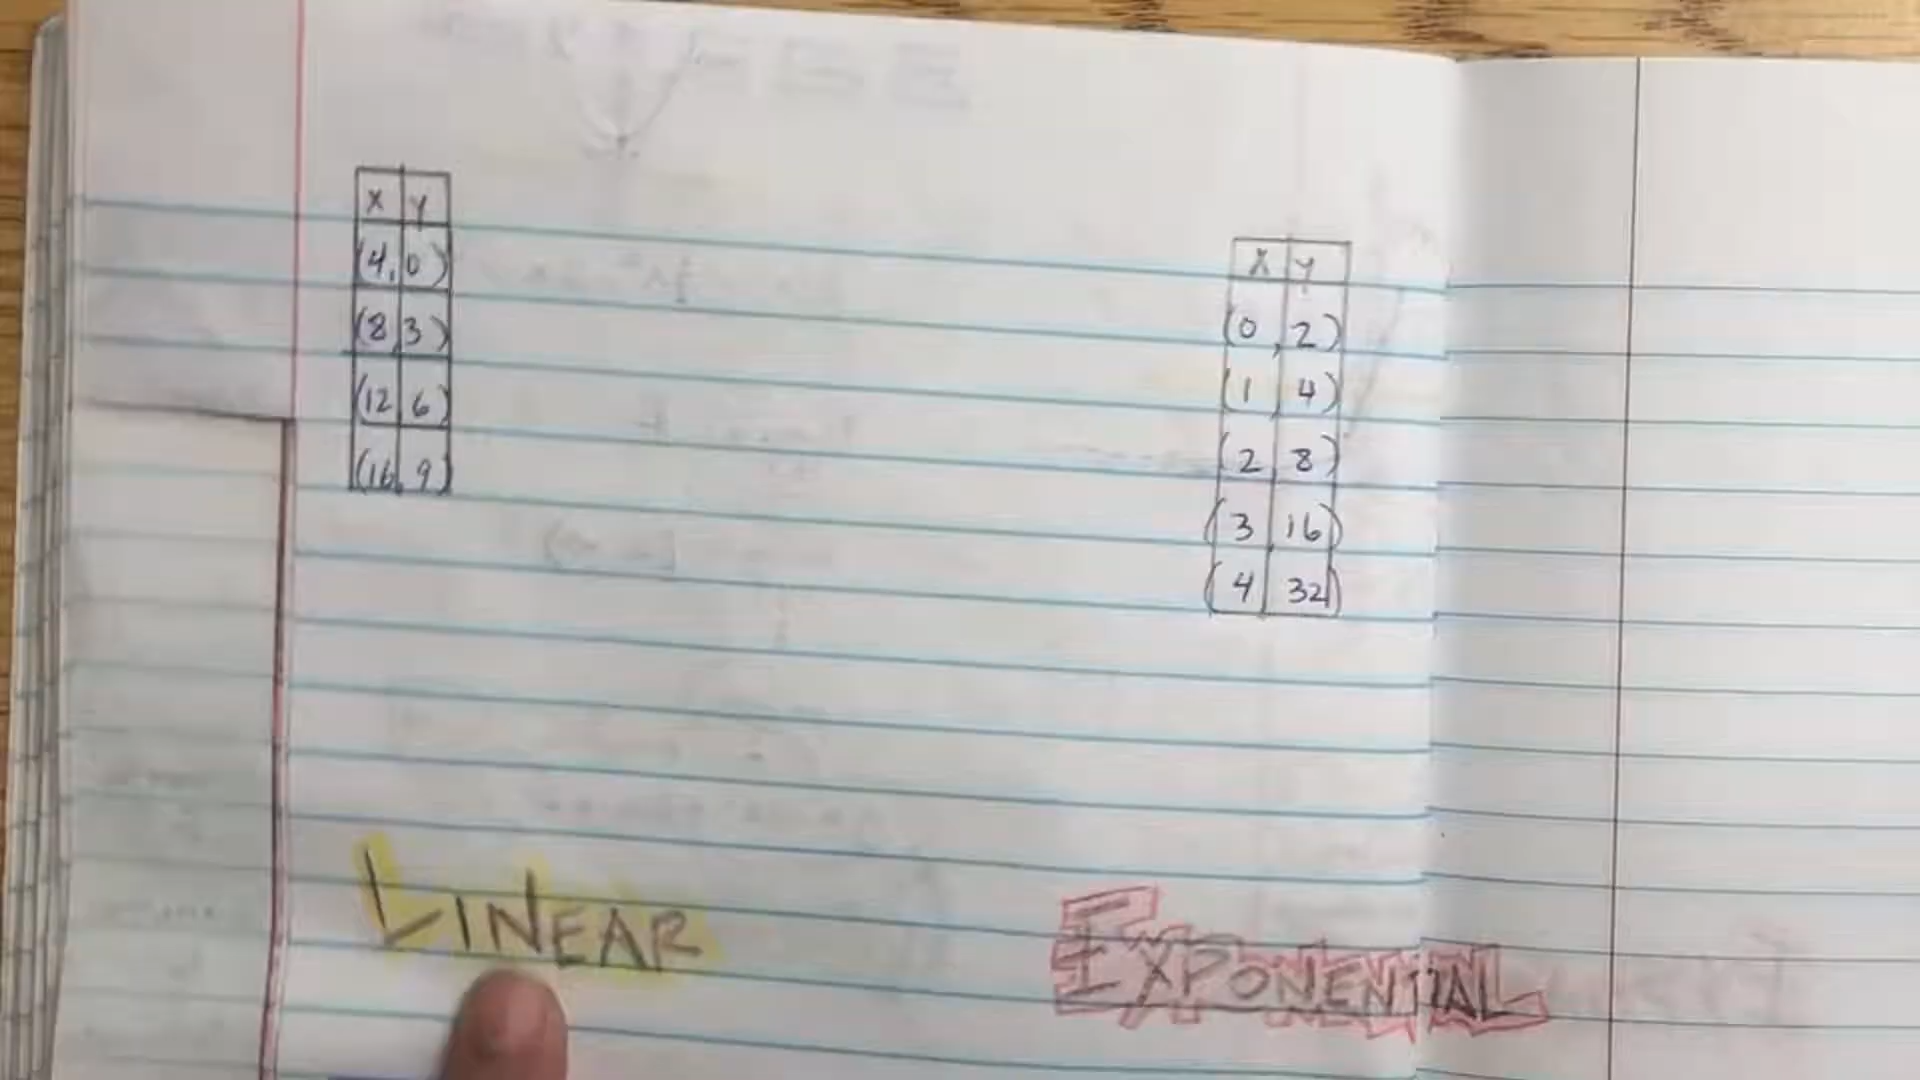 X Y
(4, 0)
(8, 3)
(12, 6)
(16, 9)
X Y
(0, 2)
(1, 4)
(2, 8)
(3, 16)
(4, 32)
LINEAR
EXPONENTIAL